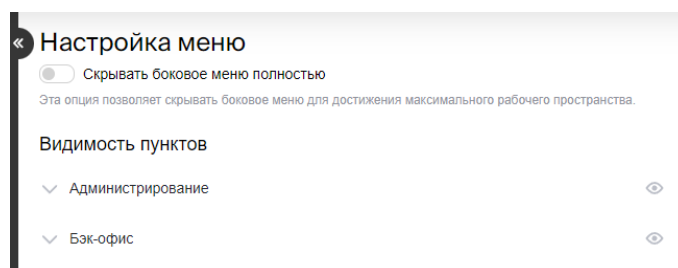 Настройка меню
Скрывать боковое меню полностью
Эта опция позволяет скрывать боковое меню для достижения максимального рабочего пространства.
Видимость пунктов
Администрирование
Бэк-офис